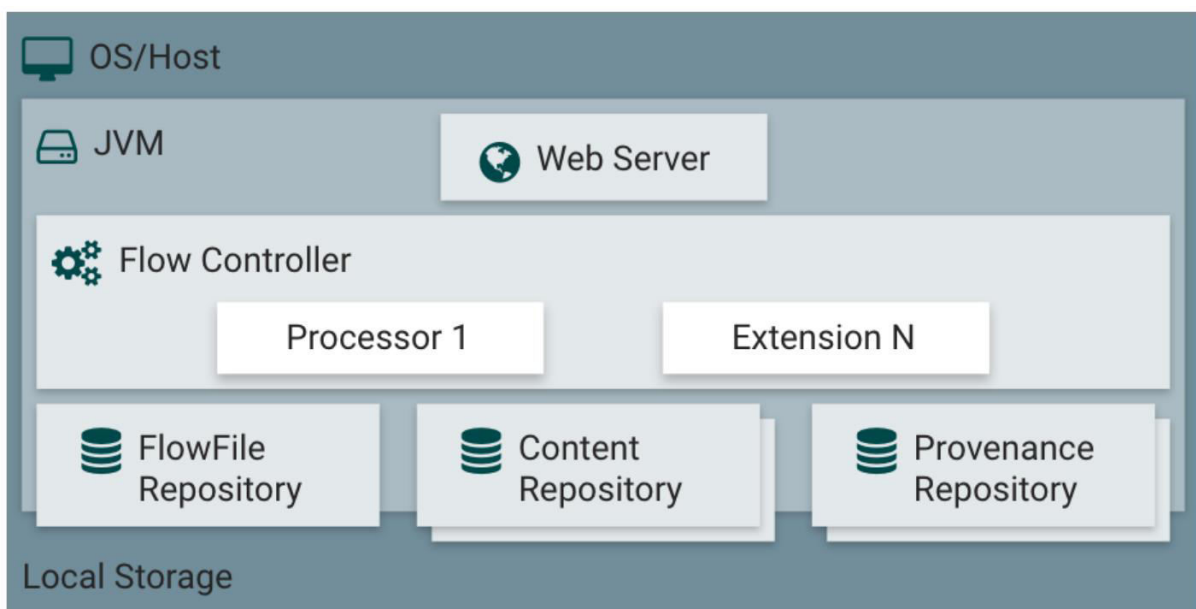 OS/Host
JVM
Web Server
Flow Controller
Processor 1
Extension N
FlowFile
Repository
Content
Repository
Provenance
Repository
Local Storage